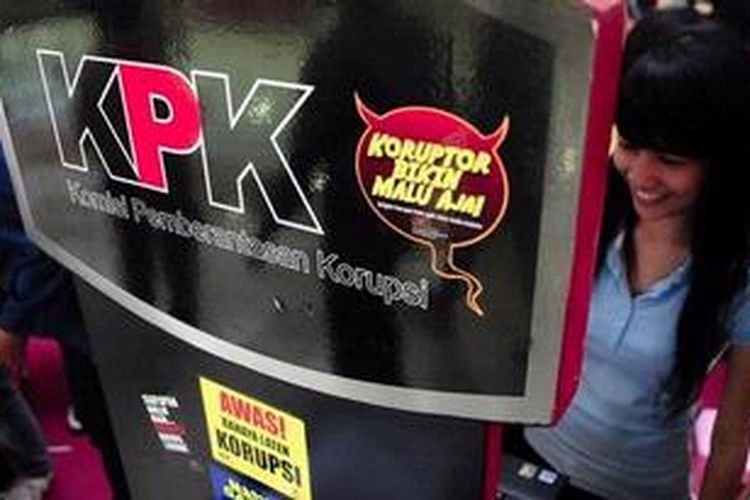 KPK
Komisi Pemberantasan Korupsi
KORUPTOR
BIKIN
MALU AJA!
AWAS!
BAHAYA LATEN
KORUPSI